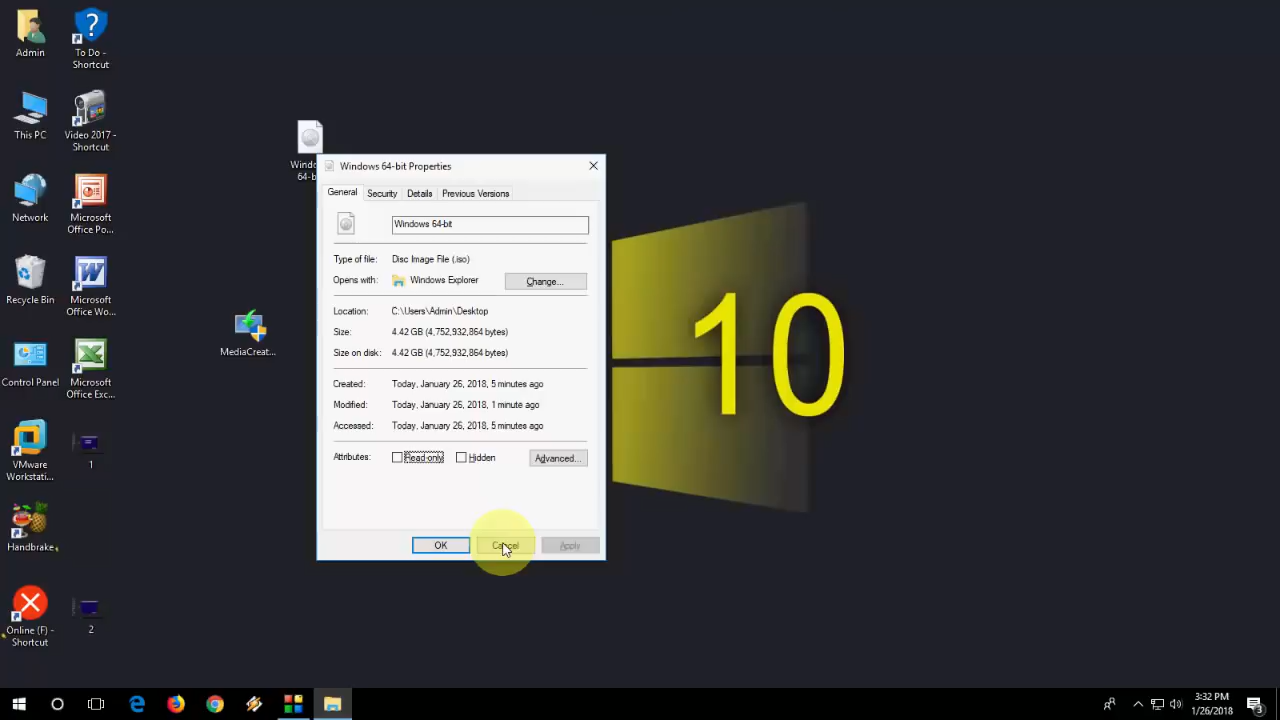 Admin
To Do -
Shortcut
This PC
Video 2017 -
Shortcut
Network
Microsoft
Office Po...
Recycle Bin
Microsoft
Office Wo...
Control Panel
Microsoft
Office Exc...
VMware
Workstati...
1
Handbrake
Online (F) -
Shortcut
2
64-b
MediaCreat...
Windows 64-bit Properties
General Security Details Previous Versions
Windows 64-bit
Type of file: Disc Image File (.iso)
Opens with: Windows Explorer Change...
Location: C:\Users\Admin\Desktop
Size: 4.42 GB (4,752,932,864 bytes)
Size on disk: 4.42 GB (4,752,932,864 bytes)
Created: Today, January 26, 2018, 5 minutes ago
Modified: Today, January 26, 2018, 1 minute ago
Accessed: Today, January 26, 2018, 5 minutes ago
Attributes: Read-only Hidden Advanced...
OK Cancel Apply
10
3:32 PM
1/26/2018
3